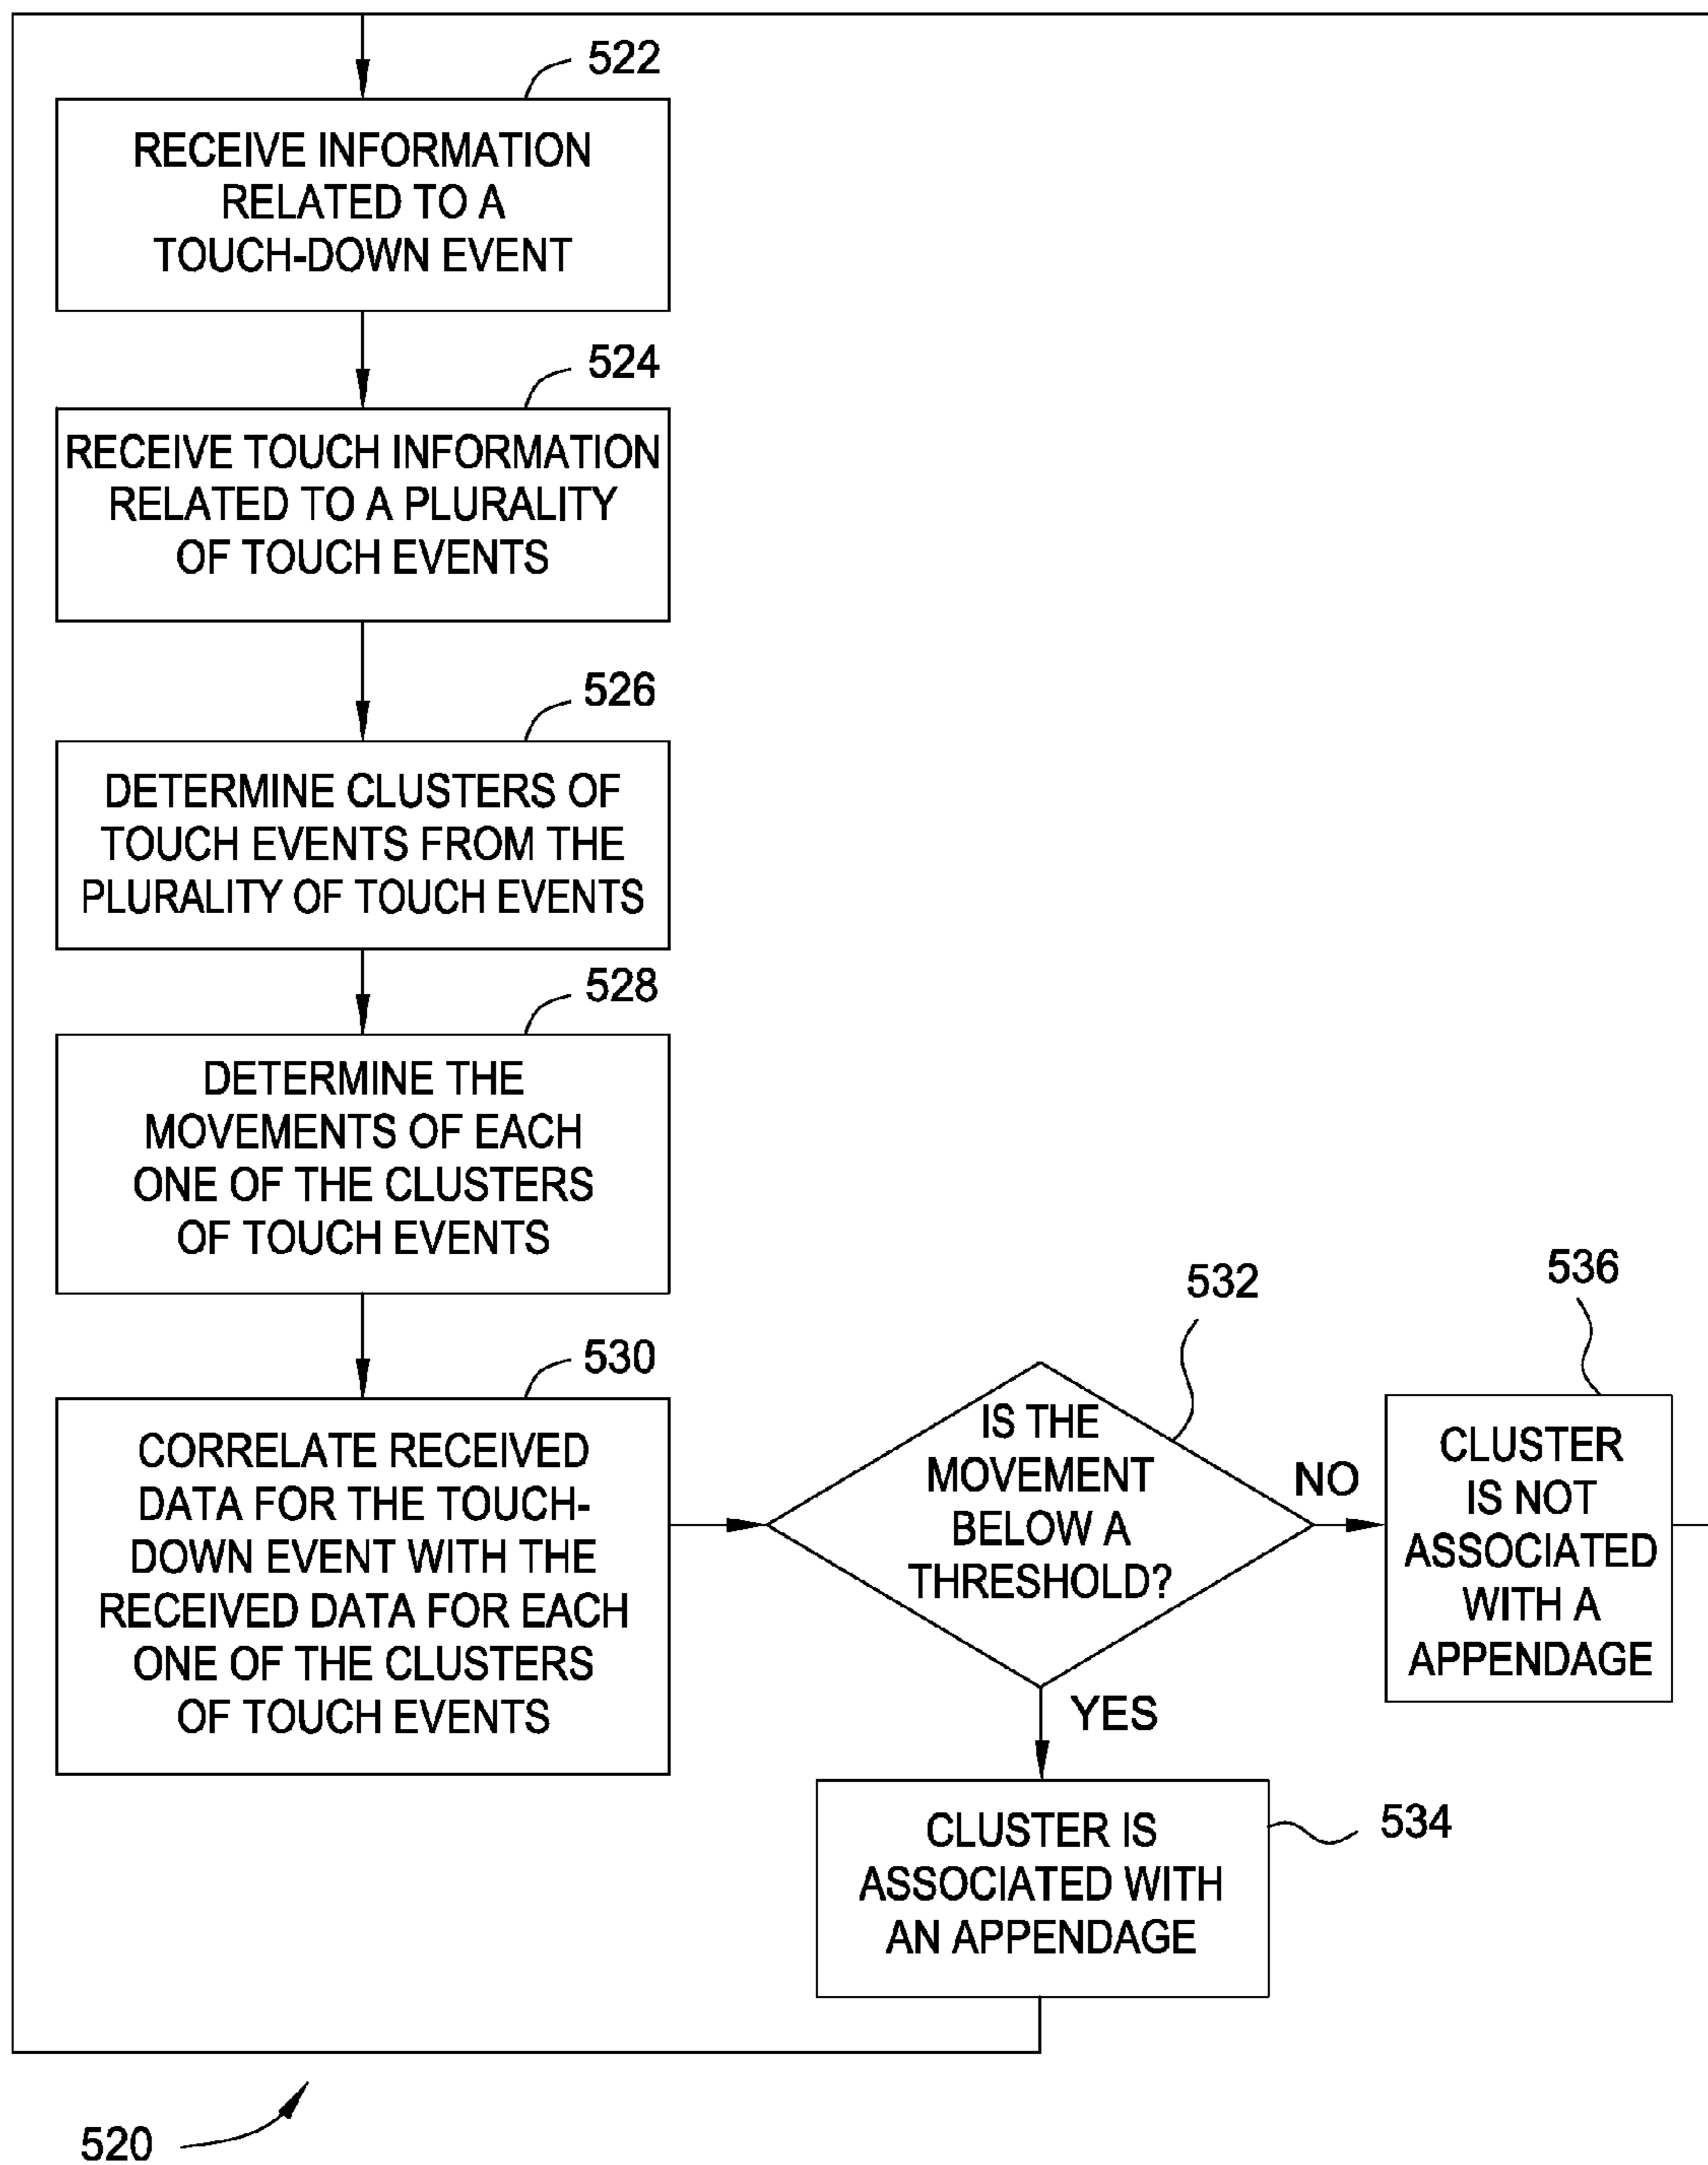 522
RECEIVE INFORMATION
RELATED TO A
TOUCH-DOWN EVENT
524
RECEIVE TOUCH INFORMATION
RELATED TO A PLURALITY
OF TOUCH EVENTS
526
DETERMINE CLUSTERS OF
TOUCH EVENTS FROM THE
PLURALITY OF TOUCH EVENTS
528
DETERMINE THE
MOVEMENTS OF EACH
ONE OF THE CLUSTERS
OF TOUCH EVENTS
530
CORRELATE RECEIVED
DATA FOR THE TOUCH-
DOWN EVENT WITH THE
RECEIVED DATA FOR EACH
ONE OF THE CLUSTERS
OF TOUCH EVENTS
532
IS THE
MOVEMENT
BELOW A
THRESHOLD?
NO
536
CLUSTER
IS NOT
ASSOCIATED
WITH A
APPENDAGE
YES
CLUSTER IS
ASSOCIATED WITH
AN APPENDAGE
534
520